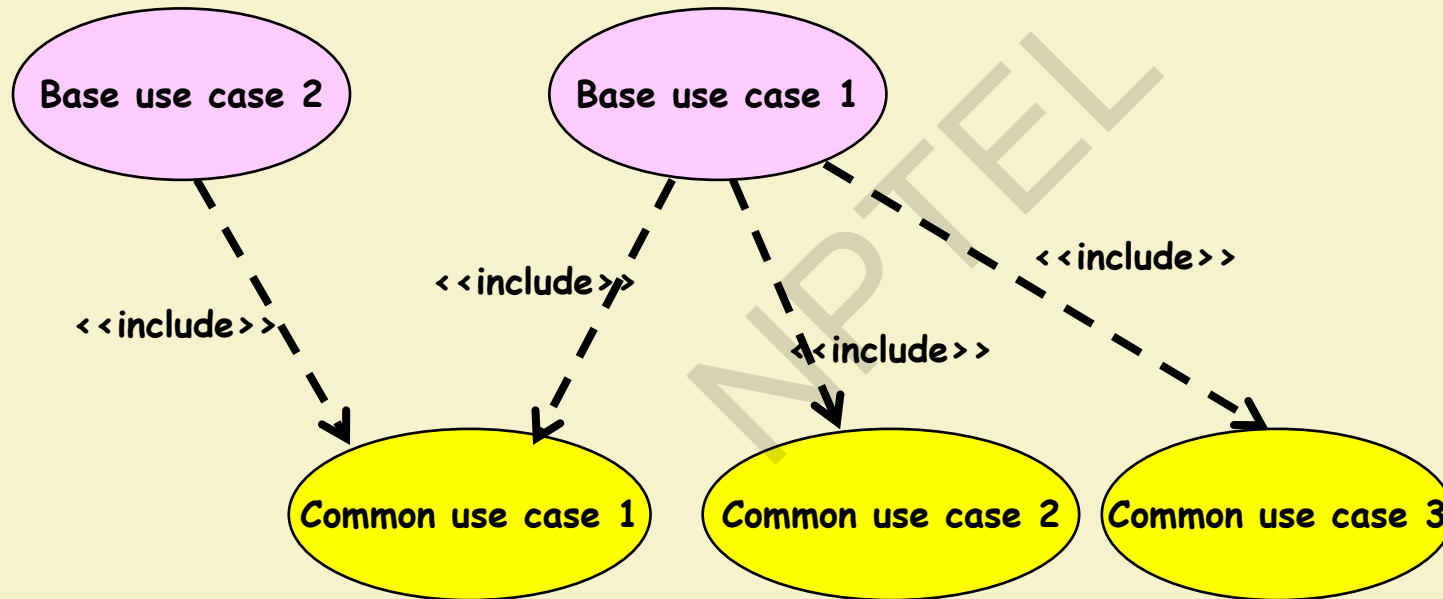 Base use case 2
Base use case 1
<<include>>
<<include>>
<<include>>
<<include>>
Common use case 1
Common use case 2
Common use case 3
NPTEL